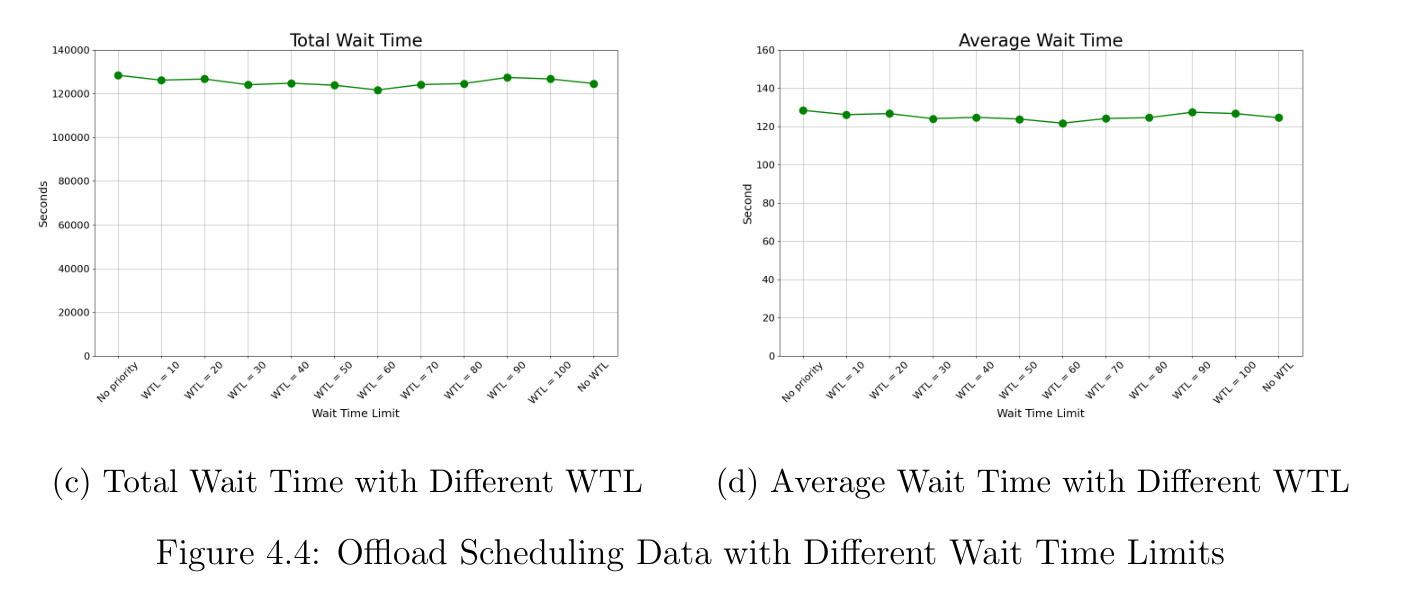 Total Wait Time
140000
120000
100000
80000
60000
40000
20000
0
Seconds
No priority
WTL = 10
WTL = 20
WTL = 30
WTL = 40
WTL = 50
WTL = 60
WTL = 70
WTL = 80
WTL = 90
WTL = 100
No WTL
Wait Time Limit
(c) Total Wait Time with Different WTL
Average Wait Time
160
140
120
100
80
60
40
20
0
Second
No priority
WTL = 10
WTL = 20
WTL = 30
WTL = 40
WTL = 50
WTL = 60
WTL = 70
WTL = 80
WTL = 90
WTL = 100
No WTL
Wait Time Limit
(d) Average Wait Time with Different WTL
Figure 4.4: Offload Scheduling Data with Different Wait Time Limits